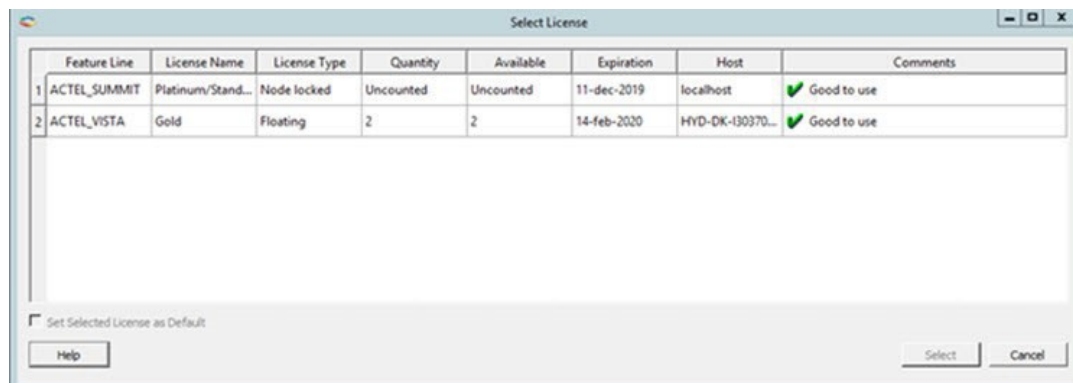 Select License
Feature Line License Name License Type Quantity Available Expiration Host Comments
1 ACTEL_SUMMIT Platinum/Stand... Node locked Uncounted Uncounted 11-dec-2019 localhost Good to use
2 ACTEL_VISTA Gold Floating 2 2 14-feb-2020 HYD-DK-I30370... Good to use
Set Selected License as Default
Help Select Cancel